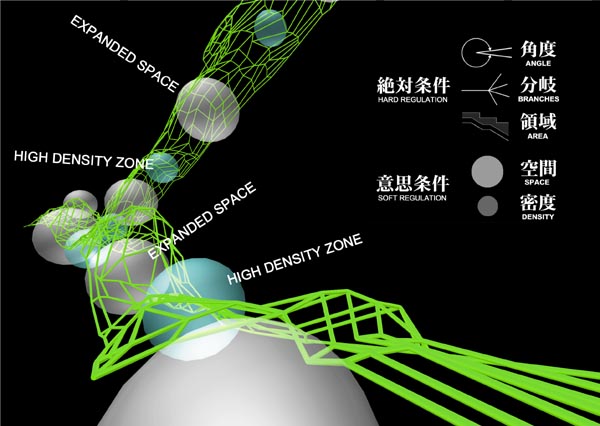 EXPANDED SPACE
HIGH DENSITY ZONE
EXPANDED SPACE
HIGH DENSITY ZONE
絶対条件
HARD REGULATION
角度
ANGLE
分岐
BRANCHES
領域
AREA
意思条件
SOFT REGULATION
空間
SPACE
密度
DENSITY